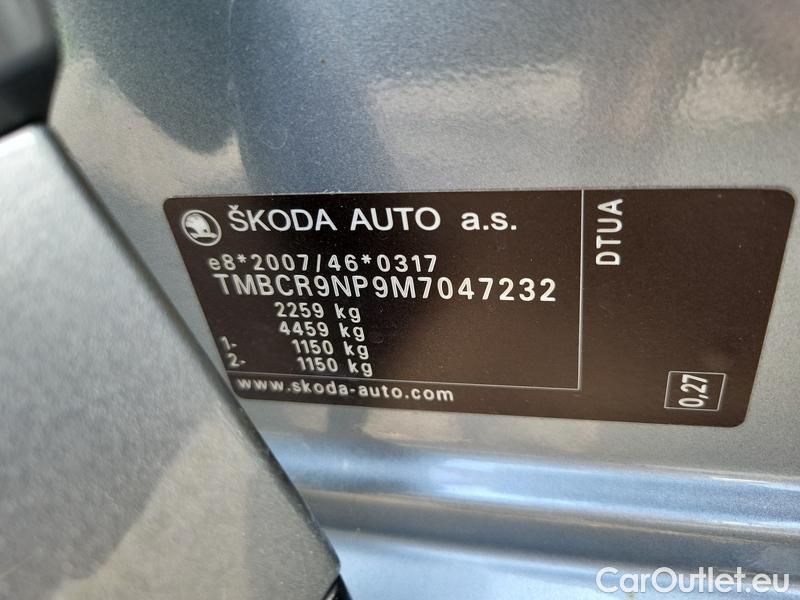 ŠKODA AUTO a.s.
e8*2007/46*0317
TMBCR9NP9M7047232
2259 kg
4459 kg
1- 1150 kg
2- 1150 kg
www.skoda-auto.com
DTUA
0,27
CarOutlet.eu